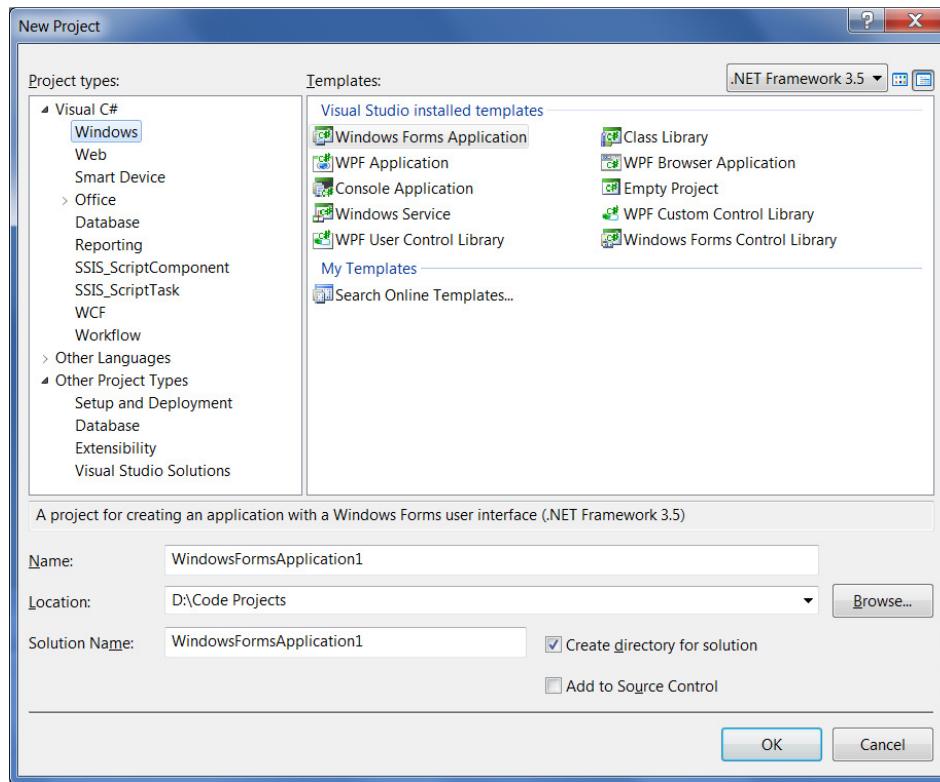 New Project
Project types:
Templates:
.NET Framework 3.5
Visual C#
Windows
Web
Smart Device
Office
Database
Reporting
SSIS_ScriptComponent
SSIS_ScriptTask
WCF
Workflow
Other Languages
Other Project Types
Setup and Deployment
Database
Extensibility
Visual Studio Solutions
Visual Studio installed templates
Windows Forms Application
Class Library
WPF Application
WPF Browser Application
Console Application
Empty Project
Windows Service
WPF Custom Control Library
WPF User Control Library
Windows Forms Control Library
My Templates
Search Online Templates...
A project for creating an application with a Windows Forms user interface (.NET Framework 3.5)
Name:
WindowsFormsApplication1
Location:
D:\Code Projects
Browse...
Solution Name:
WindowsFormsApplication1
Create directory for solution
Add to Source Control
OK
Cancel